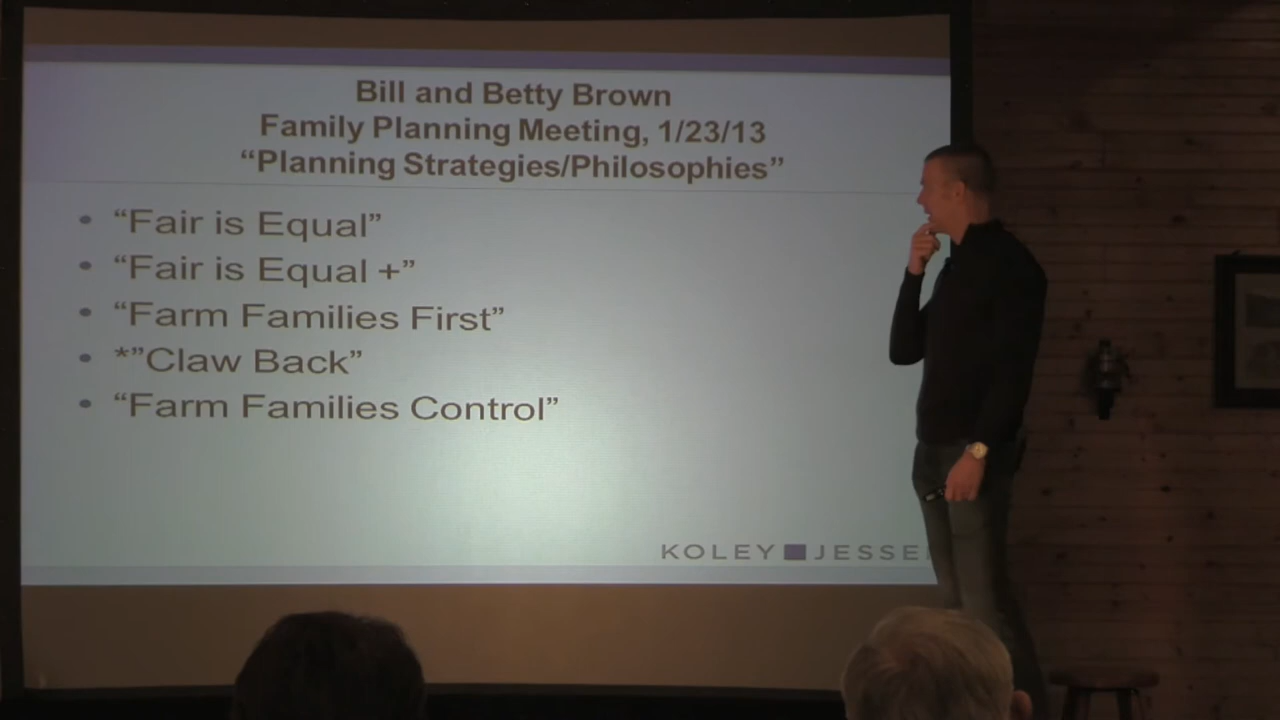 Bill and Betty Brown
Family Planning Meeting, 1/23/13
“Planning Strategies/Philosophies”
• “Fair is Equal”
• “Fair is Equal +”
• “Farm Families First”
• *”Claw Back”
• “Farm Families Control”
KOLEY JESSE